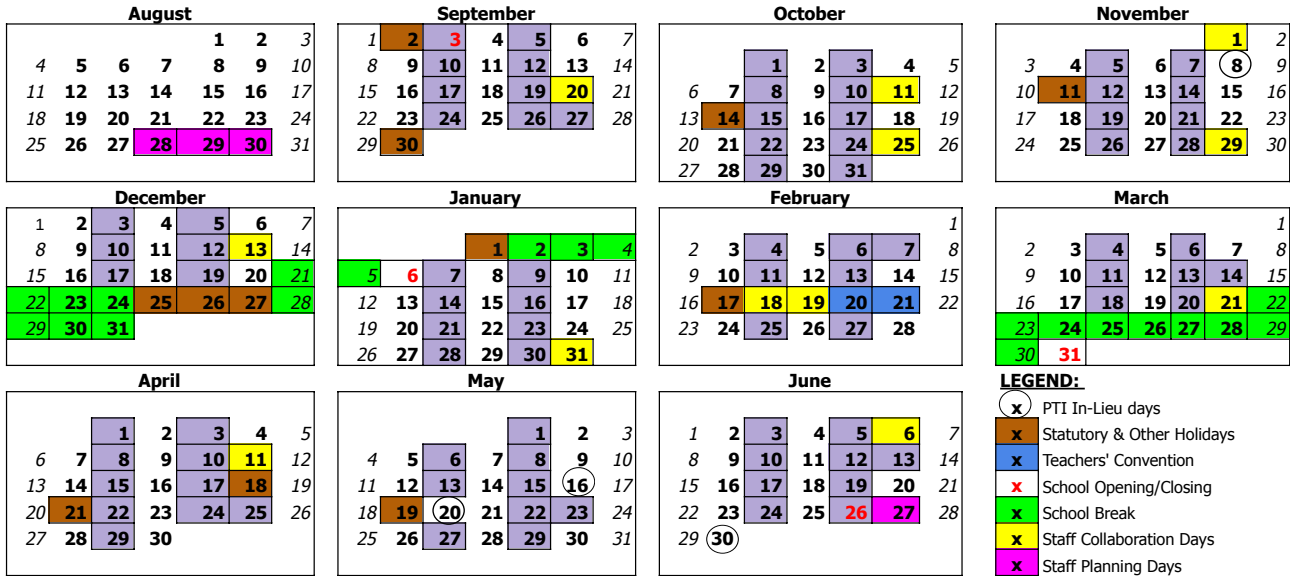 August
1 2 3
4 5 6 7 8 9 10
11 12 13 14 15 16 17
18 19 20 21 22 23 24
25 26 27 28 29 30 31
September
1 2 3 4 5 6 7
8 9 10 11 12 13 14
15 16 17 18 19 20 21
22 23 24 25 26 27 28
29 30
October
1 2 3 4 5
6 7 8 9 10 11 12
13 14 15 16 17 18 19
20 21 22 23 24 25 26
27 28 29 30 31
November
1 2
3 4 5 6 7 8 9
10 11 12 13 14 15 16
17 18 19 20 21 22 23
24 25 26 27 28 29 30
December
1 2 3 4 5 6 7
8 9 10 11 12 13 14
15 16 17 18 19 20 21
22 23 24 25 26 27 28
29 30 31
January
1 2 3 4
5 6 7 8 9 10 11
12 13 14 15 16 17 18
19 20 21 22 23 24 25
26 27 28 29 30 31
February
1
2 3 4 5 6 7 8
9 10 11 12 13 14 15
16 17 18 19 20 21 22
23 24 25 26 27 28
March
1
2 3 4 5 6 7 8
9 10 11 12 13 14 15
16 17 18 19 20 21 22
23 24 25 26 27 28 29
30 31
April
1 2 3 4 5
6 7 8 9 10 11 12
13 14 15 16 17 18 19
20 21 22 23 24 25 26
27 28 29 30
May
1 2 3
4 5 6 7 8 9 10
11 12 13 14 15 16 17
18 19 20 21 22 23 24
25 26 27 28 29 30 31
June
1 2 3 4 5 6 7
8 9 10 11 12 13 14
15 16 17 18 19 20 21
22 23 24 25 26 27 28
29 30
LEGEND:
x PTI In-Lieu days
x Statutory & Other Holidays
x Teachers' Convention
x School Opening/Closing
x School Break
x Staff Collaboration Days
x Staff Planning Days